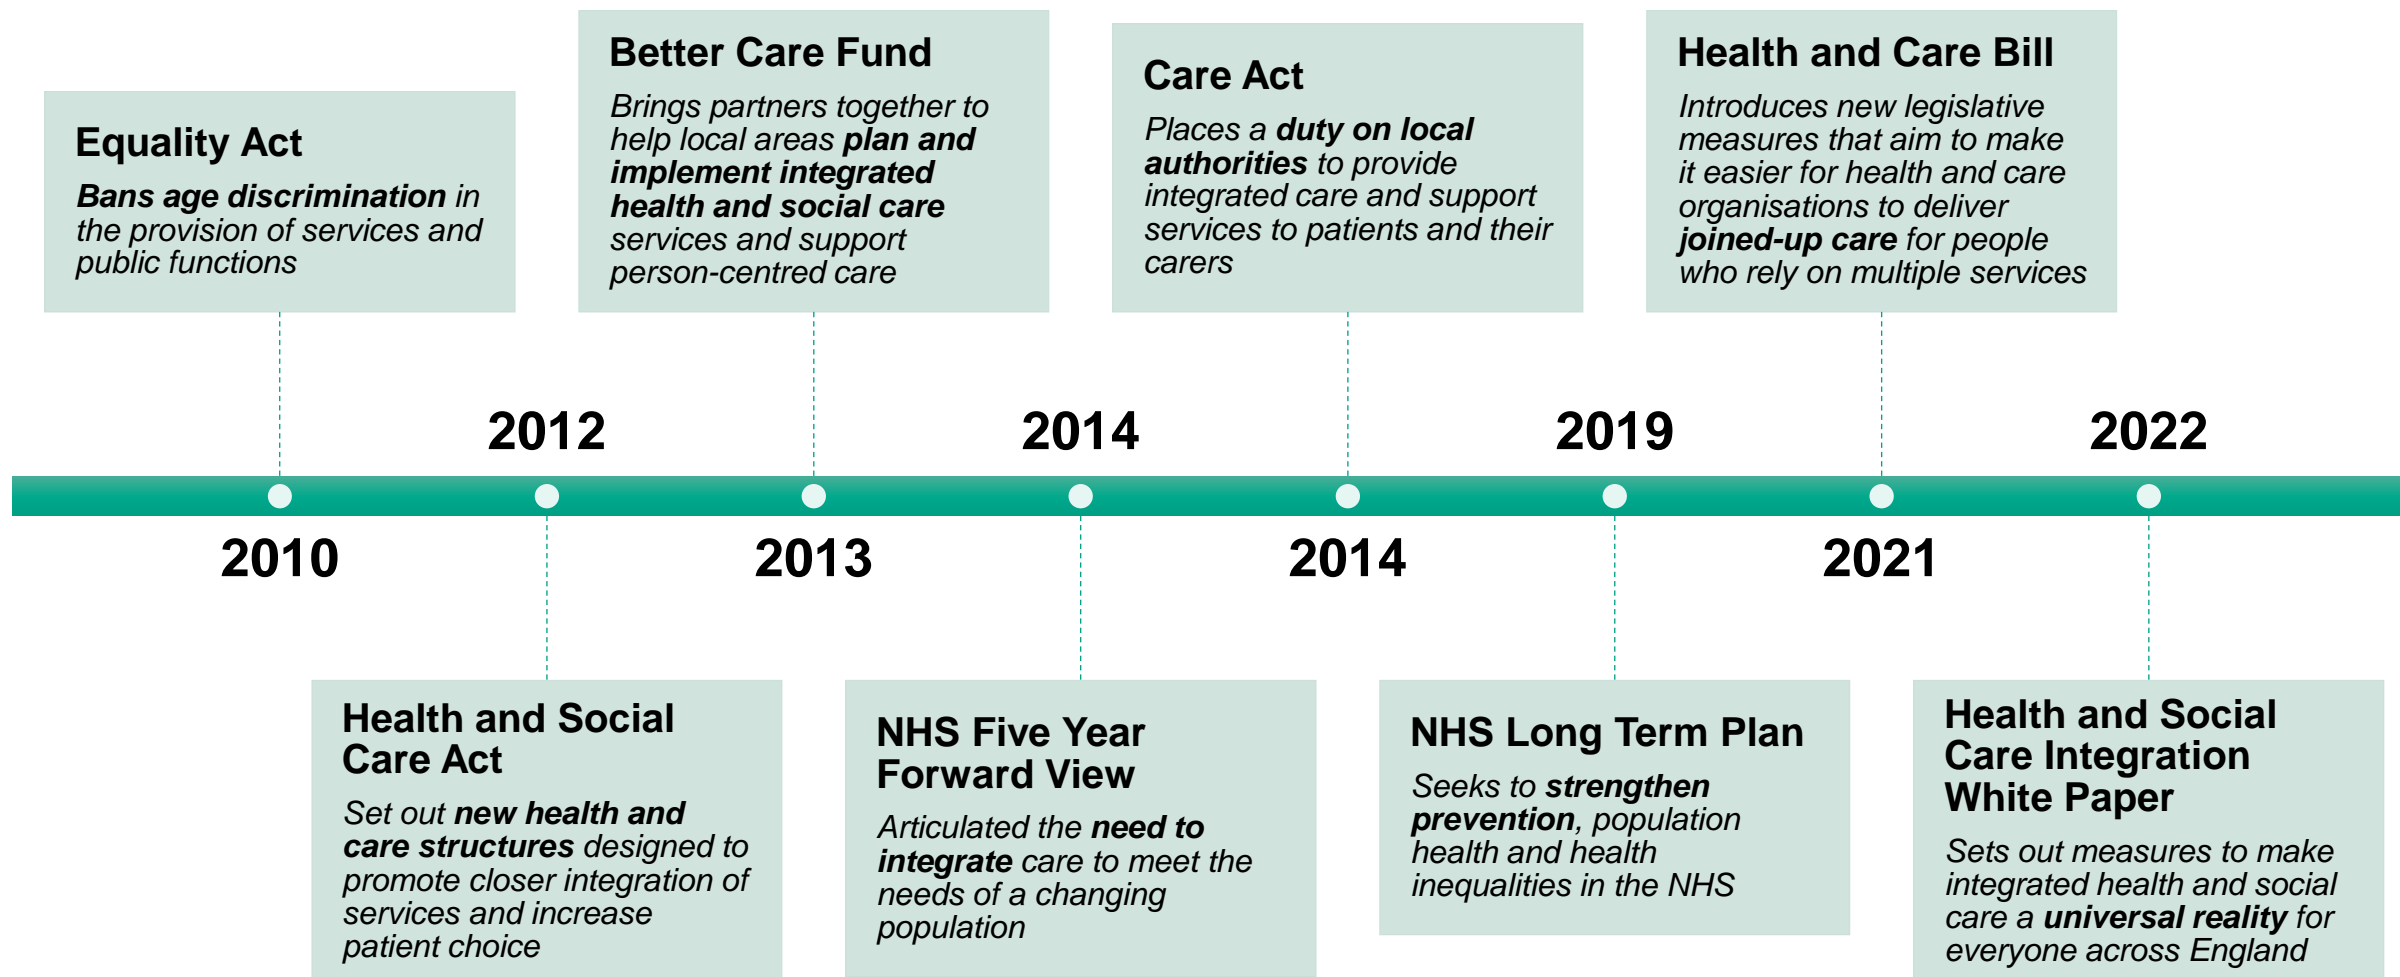 Equality Act
Bans age discrimination in
the provision of services and
public functions
Better Care Fund
Brings partners together to
help local areas plan and
implement integrated
health and social care
services and support
person-centred care
Care Act
Places a duty on local
authorities to provide
integrated care and support
services to patients and their
carers
Health and Care Bill
Introduces new legislative
measures that aim to make
it easier for health and care
organisations to deliver
joined-up care for people
who rely on multiple services
2012
2014
2019
2022
2010
2013
2014
2021
Health and Social
Care Act
Set out new health and
care structures designed to
promote closer integration of
services and increase
patient choice
NHS Five Year
Forward View
Articulated the need to
integrate care to meet the
needs of a changing
population
NHS Long Term Plan
Seeks to strengthen
prevention, population
health and health
inequalities in the NHS
Health and Social
Care Integration
White Paper
Sets out measures to make
integrated health and social
care a universal reality for
everyone across England